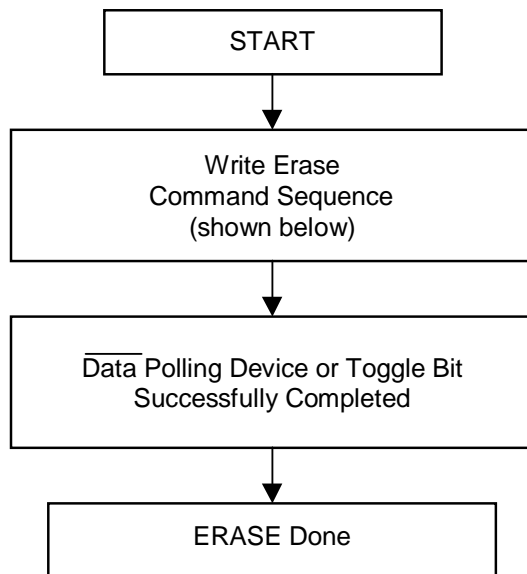 START
Write Erase
Command Sequence
(shown below)
Data Polling Device or Toggle Bit
Successfully Completed
ERASE Done